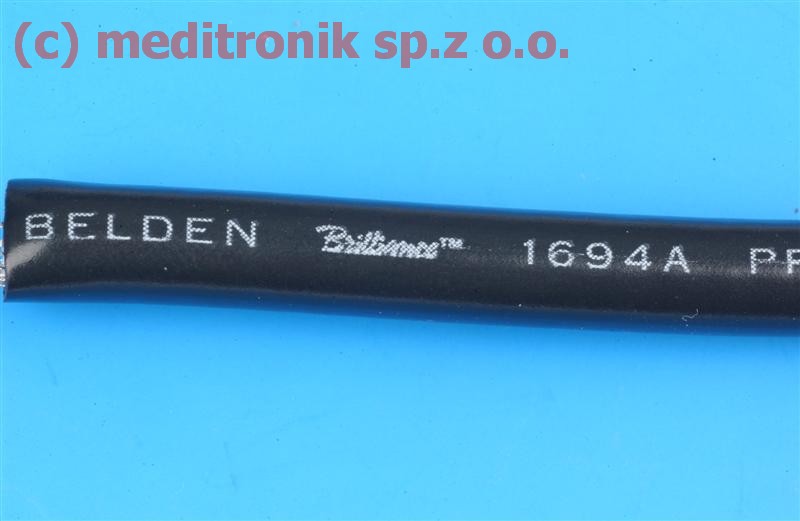 (c) meditronik sp.z o.o.
BELDEN Brilliance™ 1694A